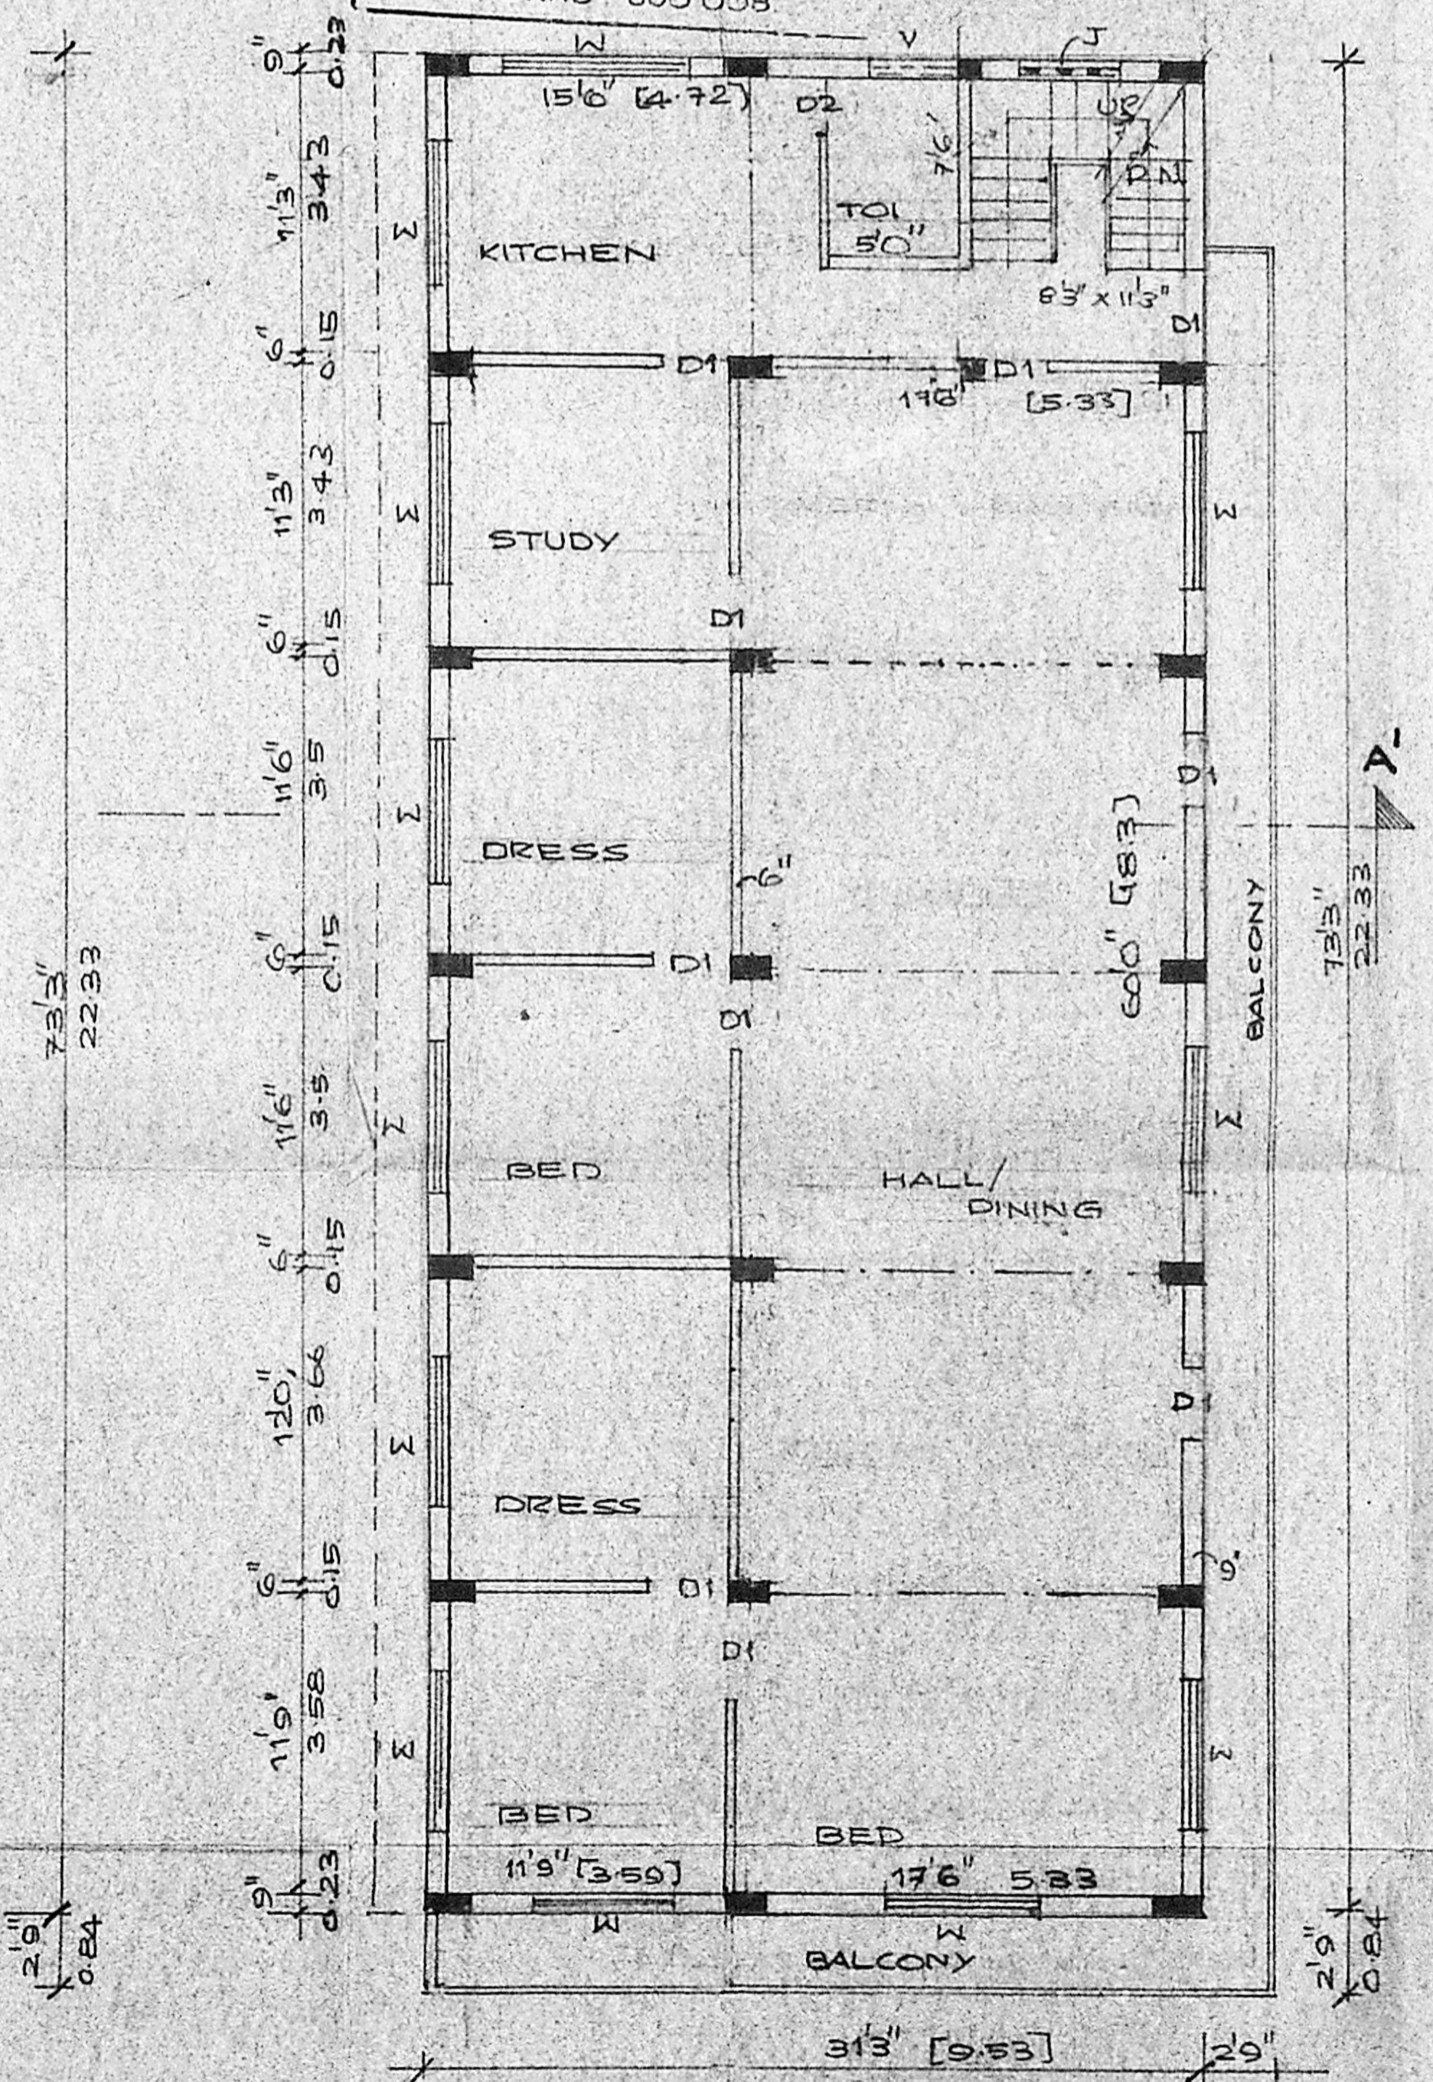 W
V
J
9"
0.23
15'6" [4.72]
D2
UP
7'6"
DN
11'3"
3.43
W
TOI
5'0"
KITCHEN
8'3" x 11'3"
D1
6"
0.15
D1
D1
17'6"
[5.33]
11'3"
3.43
W
STUDY
W
D1
6"
0.15
A'
D1
11'6"
3.5
W
DRESS
6"
60'0" [18.3]
BALCONY
73'3"
22.33
73'3"
22.33
6"
0.15
D1
D1
11'6"
3.5
W
W
BED
HALL/
DINING
6"
0.15
12'0"
3.66
W
D1
DRESS
9"
6"
0.15
D1
D1
11'9"
3.58
W
W
BED
BED
11'9" [3.59]
17'6" 5.33
9"
0.23
W
W
2'9"
0.84
BALCONY
2'9"
0.84
31'3" [9.53]
2'9"